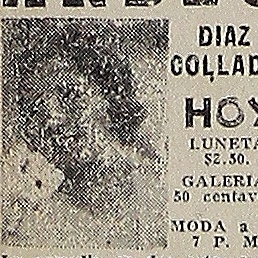 DIAZ
COLLAD
HOY
LUNETA
$2.50.
GALERIA
50 centav
MODA a
7 P. M